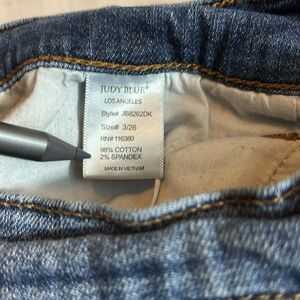 JUDY BLUE®
LOS ANGELES
Style# JB8262DK
Size# 3/26
RN# 116380
98% COTTON
2% SPANDEX
MADE IN VIETNAM